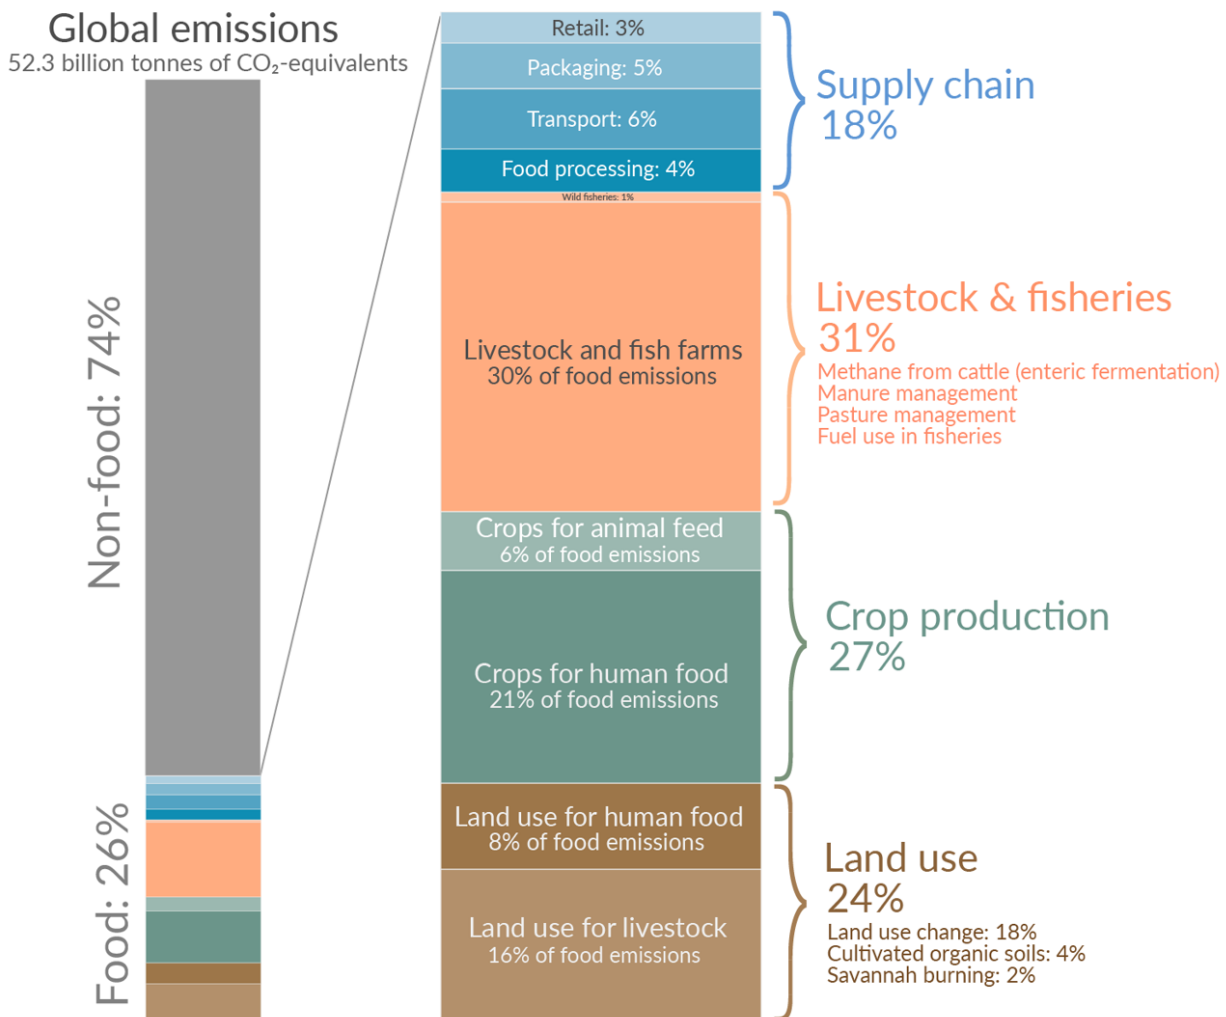 Global emissions
52.3 billion tonnes of CO₂-equivalents
Non-food: 74%
Food: 26%
Retail: 3%
Packaging: 5%
Transport: 6%
Food processing: 4%
Wild fisheries: 1%
Livestock and fish farms
30% of food emissions
Crops for animal feed
6% of food emissions
Crops for human food
21% of food emissions
Land use for human food
8% of food emissions
Land use for livestock
16% of food emissions
Supply chain
18%
Livestock & fisheries
31%
Methane from cattle (enteric fermentation)
Manure management
Pasture management
Fuel use in fisheries
Crop production
27%
Land use
24%
Land use change: 18%
Cultivated organic soils: 4%
Savannah burning: 2%